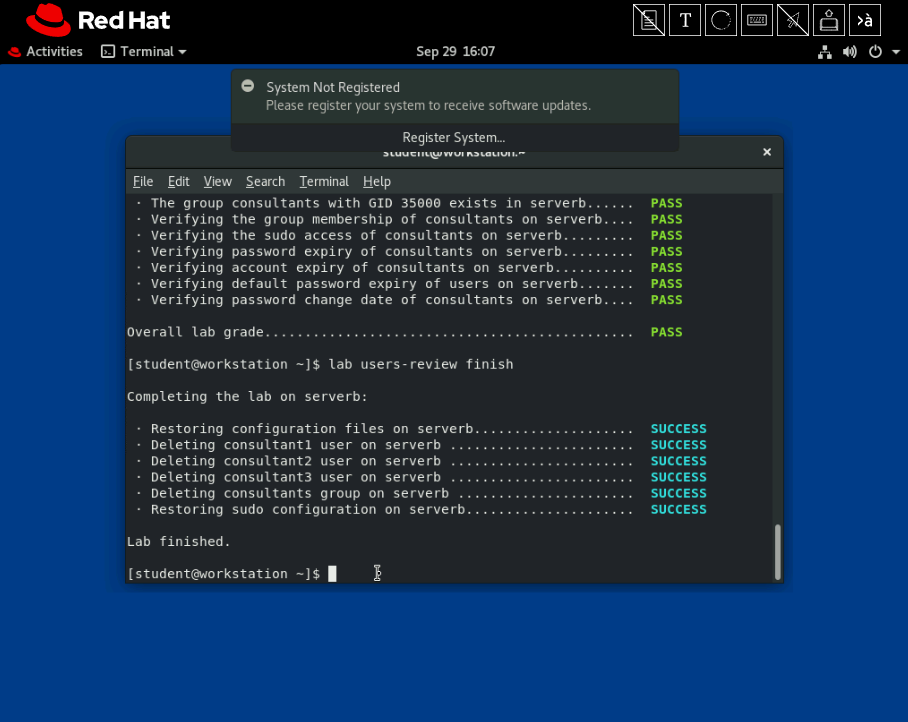 Red Hat
T
>à
Activities Terminal Sep 29 16:07
System Not Registered
Please register your system to receive software updates.
Register System...
student@workstation:~
File Edit View Search Terminal Help
· The group consultants with GID 35000 exists in serverb...... PASS
· Verifying the group membership of consultants on serverb.... PASS
· Verifying the sudo access of consultants on serverb......... PASS
· Verifying password expiry of consultants on serverb......... PASS
· Verifying account expiry of consultants on serverb.......... PASS
· Verifying default password expiry of users on serverb....... PASS
· Verifying password change date of consultants on serverb.... PASS
Overall lab grade.............................................. PASS
[student@workstation ~]$ lab users-review finish
Completing the lab on serverb:
· Restoring configuration files on serverb.................... SUCCESS
· Deleting consultant1 user on serverb ....................... SUCCESS
· Deleting consultant2 user on serverb ....................... SUCCESS
· Deleting consultant3 user on serverb ....................... SUCCESS
· Deleting consultants group on serverb ...................... SUCCESS
· Restoring sudo configuration on serverb..................... SUCCESS
Lab finished.
[student@workstation ~]$